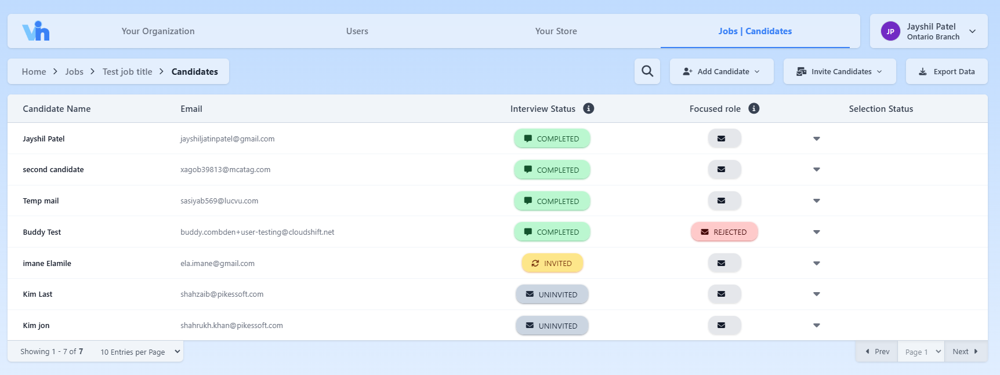 Vin
Your Organization
Users
Your Store
Jobs | Candidates
JP
Jayshil Patel
Ontario Branch
Home > Jobs > Test job title > Candidates
Add Candidate
Invite Candidates
Export Data
Candidate Name Email Interview Status Focused role Selection Status
Jayshil Patel jayshiljatinpatel@gmail.com COMPLETED
second candidate xagob39813@mcatag.com COMPLETED
Temp mail sasiyab569@lucvu.com COMPLETED
Buddy Test buddy.combden+user-testing@cloudshift.net COMPLETED REJECTED
imane Elamile ela.imane@gmail.com INVITED
Kim Last shahzaib@pikessoft.com UNINVITED
Kim jon shahrukh.khan@pikessoft.com UNINVITED
Showing 1 - 7 of 7 10 Entries per Page Prev Page 1 Next